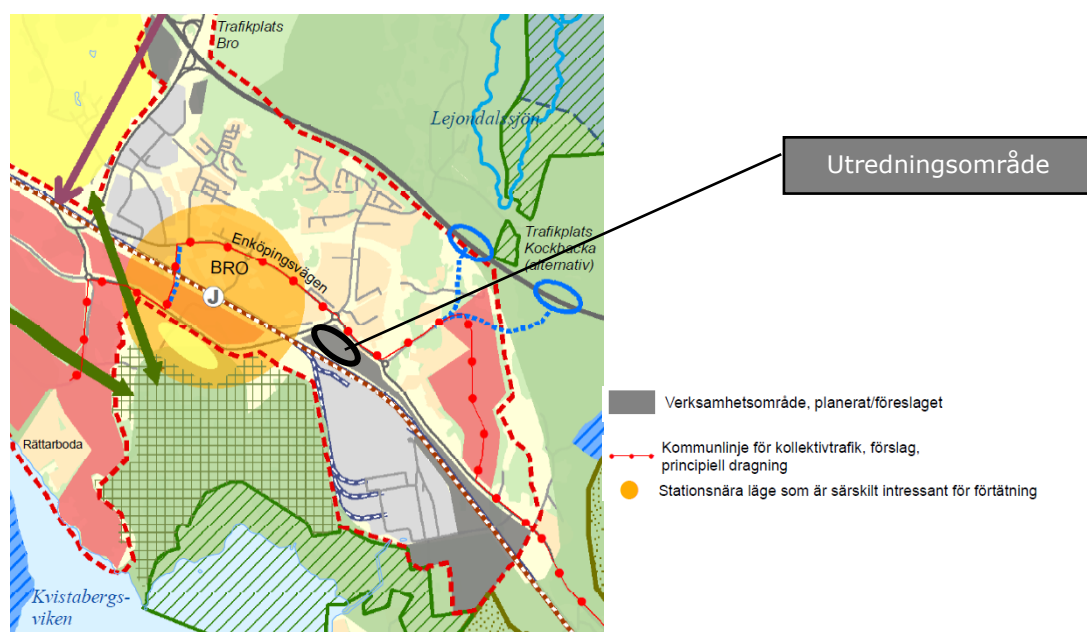 Trafikplats
Bro
Lejondalssjön
Utredningsområde
Trafikplats
Kockbacka
(alternativ)
Enköpingsvägen
BRO
J
Verksamhetsområde, planerat/föreslaget
Rättarboda
Kommunlinje för kollektivtrafik, förslag,
principiell dragning
Stationsnära läge som är särskilt intressant för förtätning
Kvistabergs-
viken